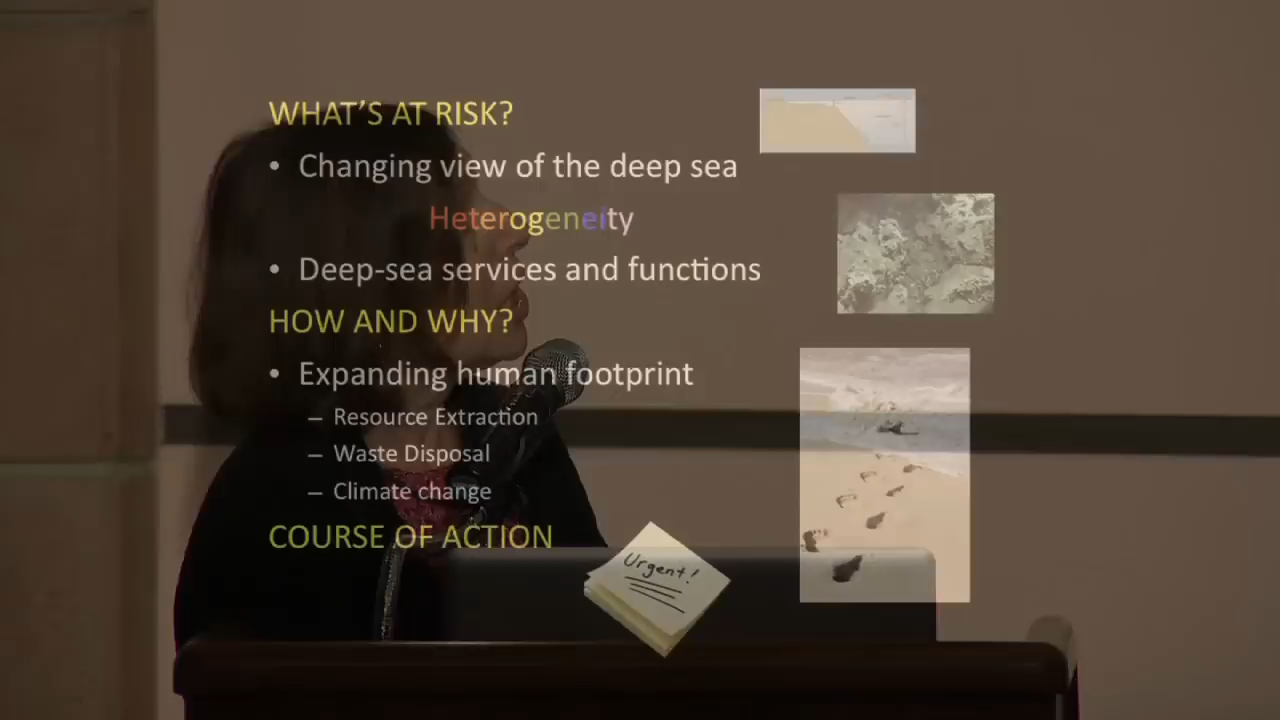 WHAT'S AT RISK?
• Changing view of the deep sea
Heterogeneity
• Deep-sea services and functions
HOW AND WHY?
• Expanding human footprint
– Resource Extraction
– Waste Disposal
– Climate change
COURSE OF ACTION
Urgent!